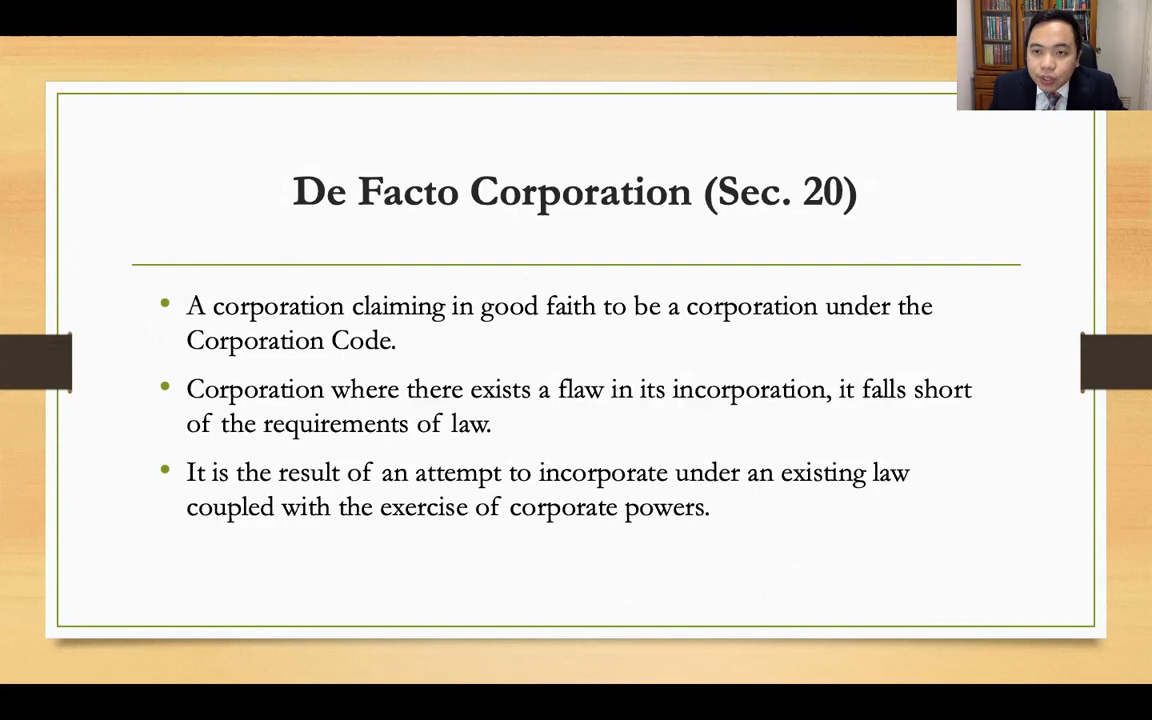 De Facto Corporation (Sec. 20)
• A corporation claiming in good faith to be a corporation under the
Corporation Code.
• Corporation where there exists a flaw in its incorporation, it falls short
of the requirements of law.
• It is the result of an attempt to incorporate under an existing law
coupled with the exercise of corporate powers.